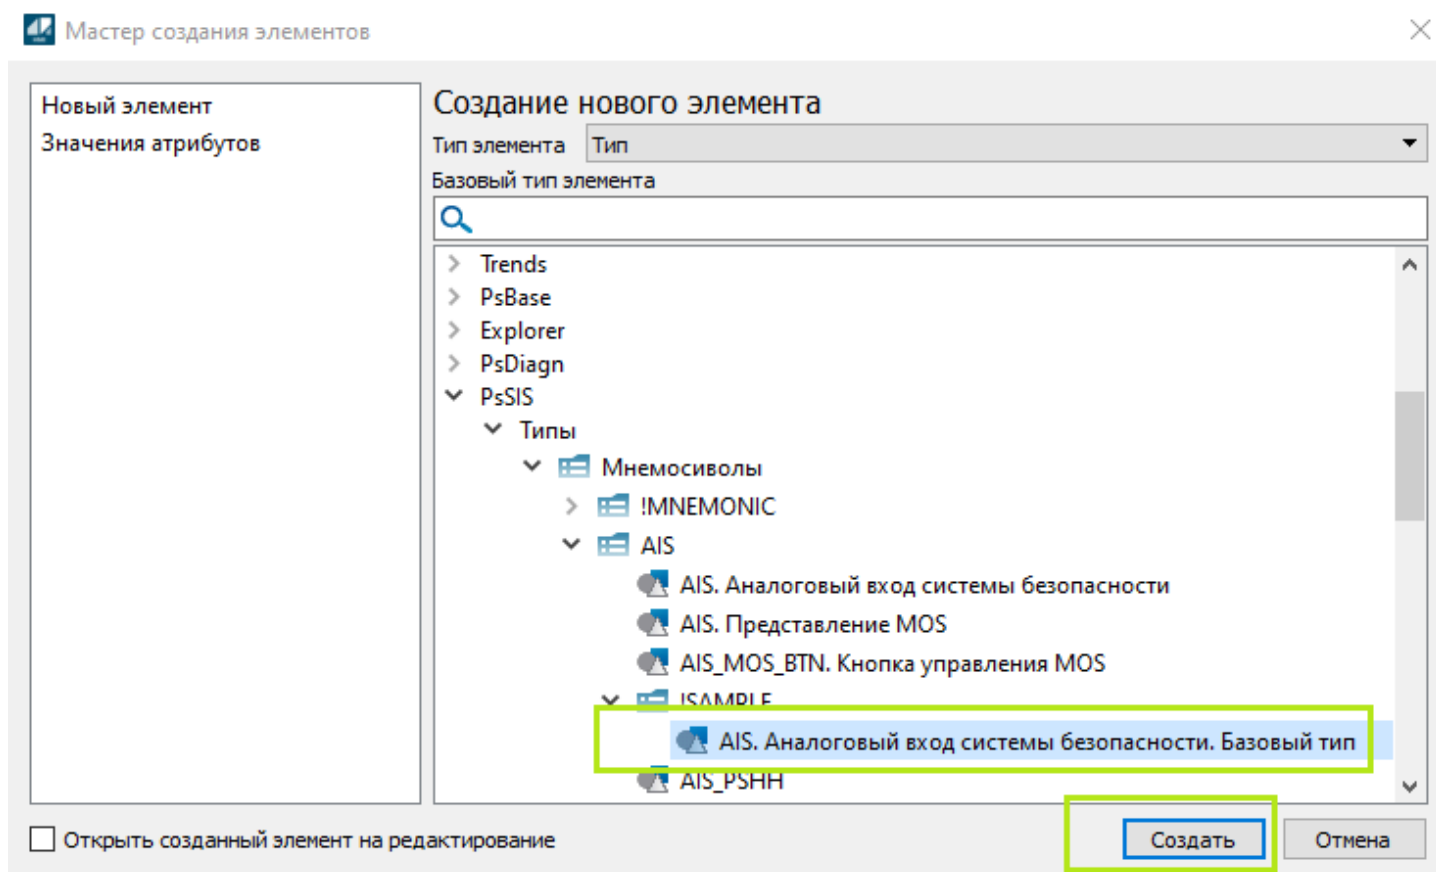 Мастер создания элементов
Новый элемент
Значения атрибутов
Создание нового элемента
Тип элемента Тип
Базовый тип элемента
Trends
PsBase
Explorer
PsDiagn
PsSIS
Типы
Мнемосиволы
!MNEMONIC
AIS
AIS. Аналоговый вход системы безопасности
AIS. Представление MOS
AIS_MOS_BTN. Кнопка управления MOS
!SAMPLE
AIS. Аналоговый вход системы безопасности. Базовый тип
AIS_PSHH
Открыть созданный элемент на редактирование
Создать Отмена